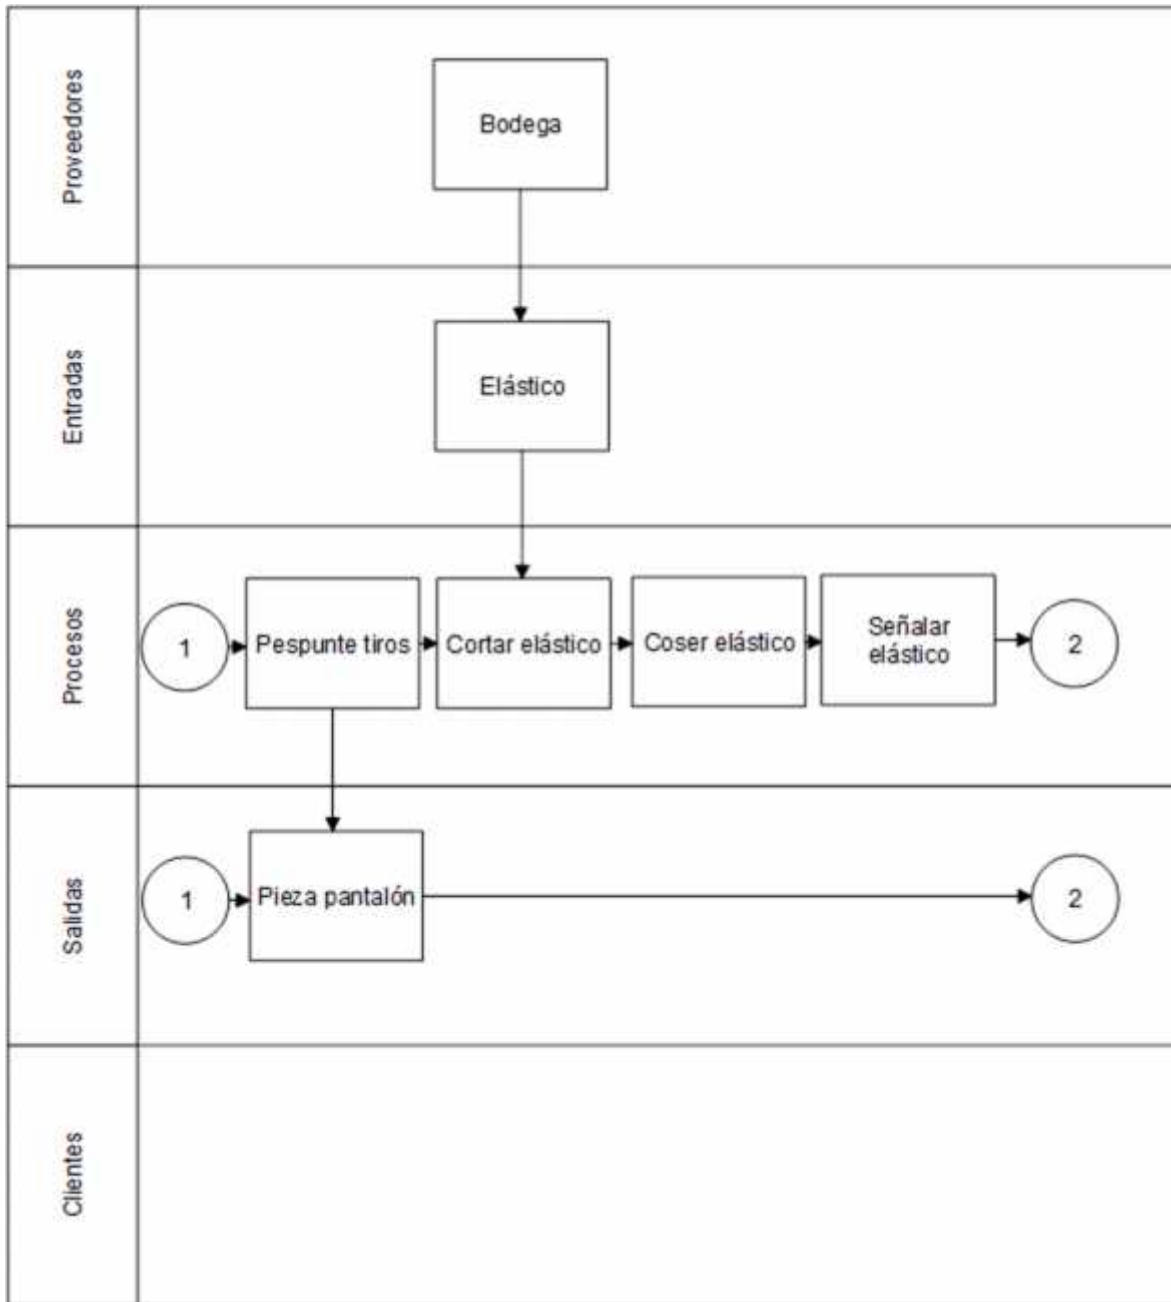 Proveedores
Bodega
Entradas
Elástico
Procesos
1
Pespunte tiros
Cortar elástico
Coser elástico
Señalar
elástico
2
Salidas
1
Pieza pantalón
2
Clientes